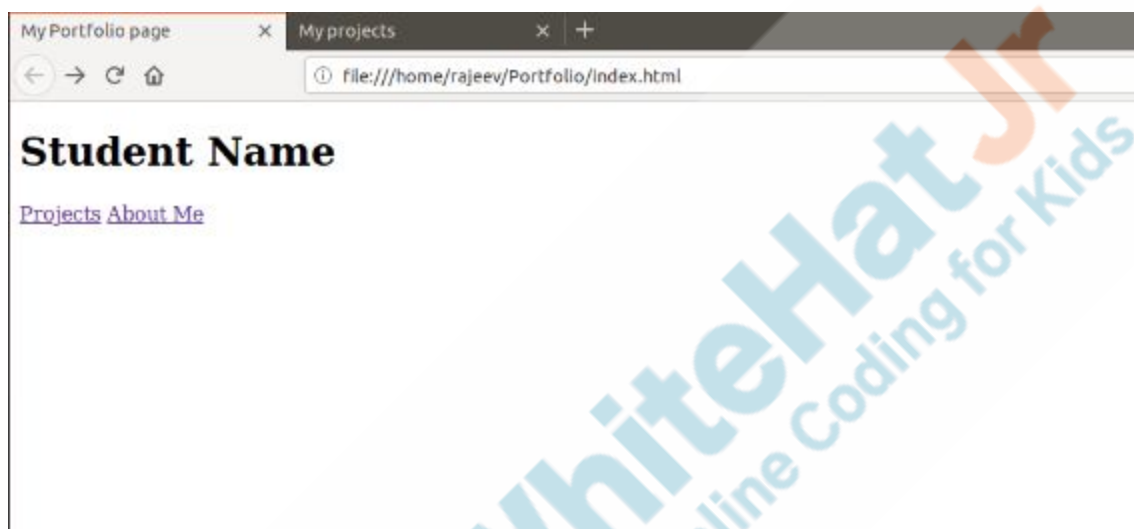 My Portfolio page × My projects × +
file:///home/rajeev/Portfolio/index.html
Student Name
Projects About Me
WhiteHat Jr
Online Coding for Kids